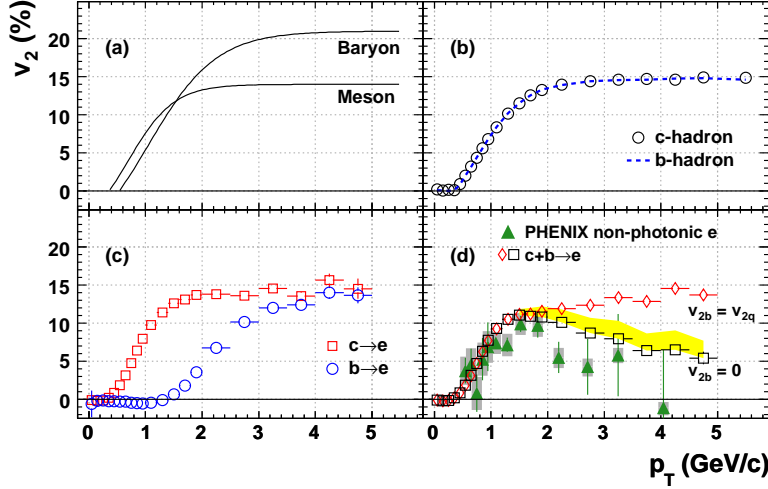 v2 (%)
(a)
Baryon
Meson
20
15
10
5
0
(b)
c-hadron
b-hadron
(c)
c→e
b→e
20
15
10
5
0
0 1 2 3 4 5
(d)
PHENIX non-photonic e
c+b→e
v2b = v2q
v2b = 0
0 1 2 3 4 5
pT (GeV/c)